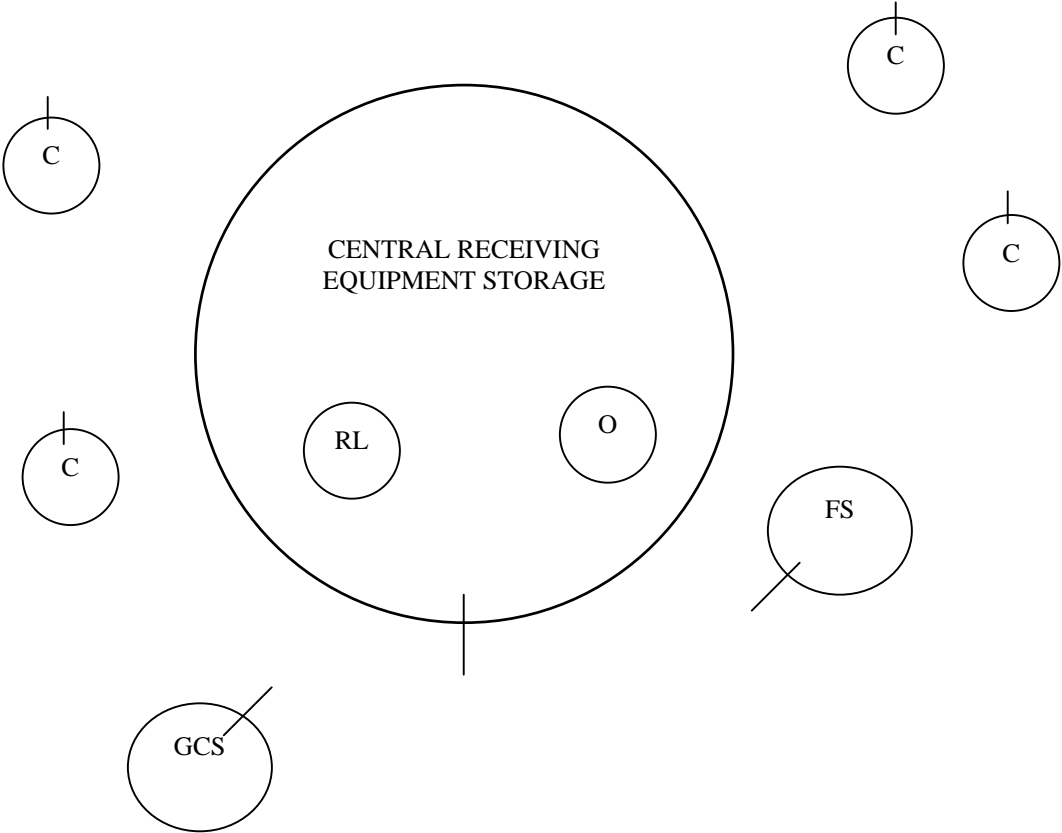 C
C
C
CENTRAL RECEIVING
EQUIPMENT STORAGE
RL
O
C
FS
GCS